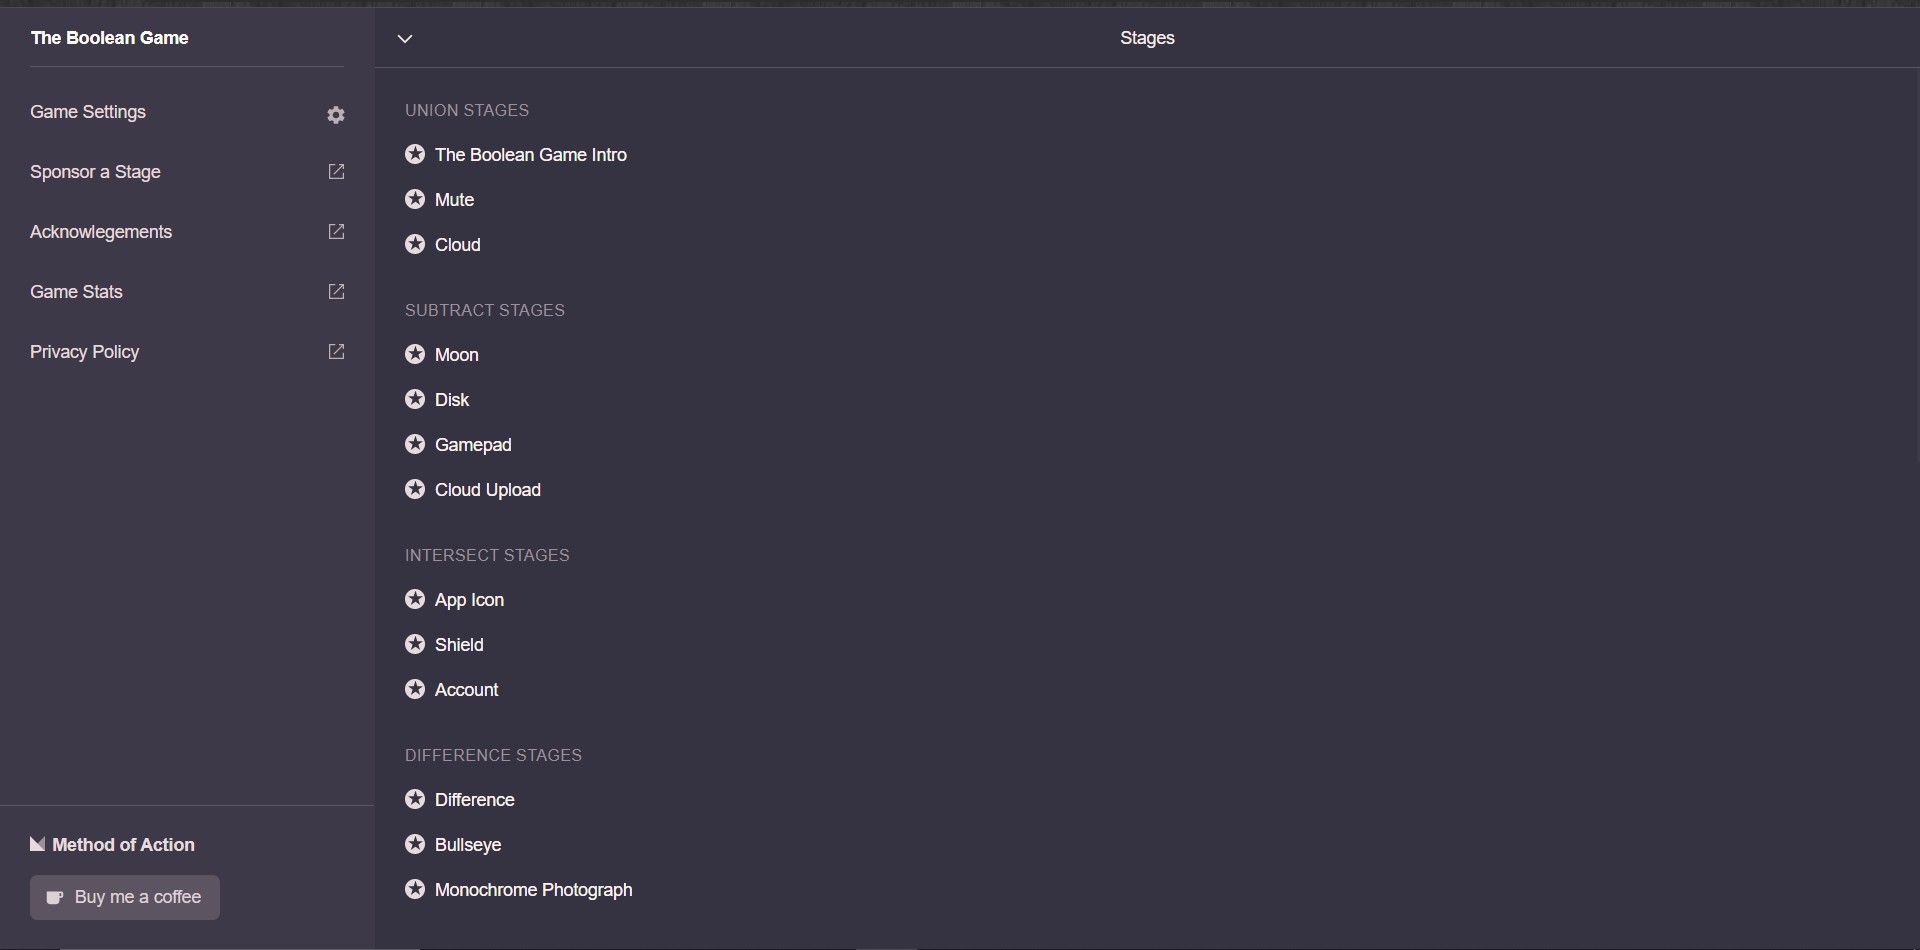 The Boolean Game
Game Settings
Sponsor a Stage
Acknowlegements
Game Stats
Privacy Policy
Method of Action
Buy me a coffee
Stages
UNION STAGES
The Boolean Game Intro
Mute
Cloud
SUBTRACT STAGES
Moon
Disk
Gamepad
Cloud Upload
INTERSECT STAGES
App Icon
Shield
Account
DIFFERENCE STAGES
Difference
Bullseye
Monochrome Photograph